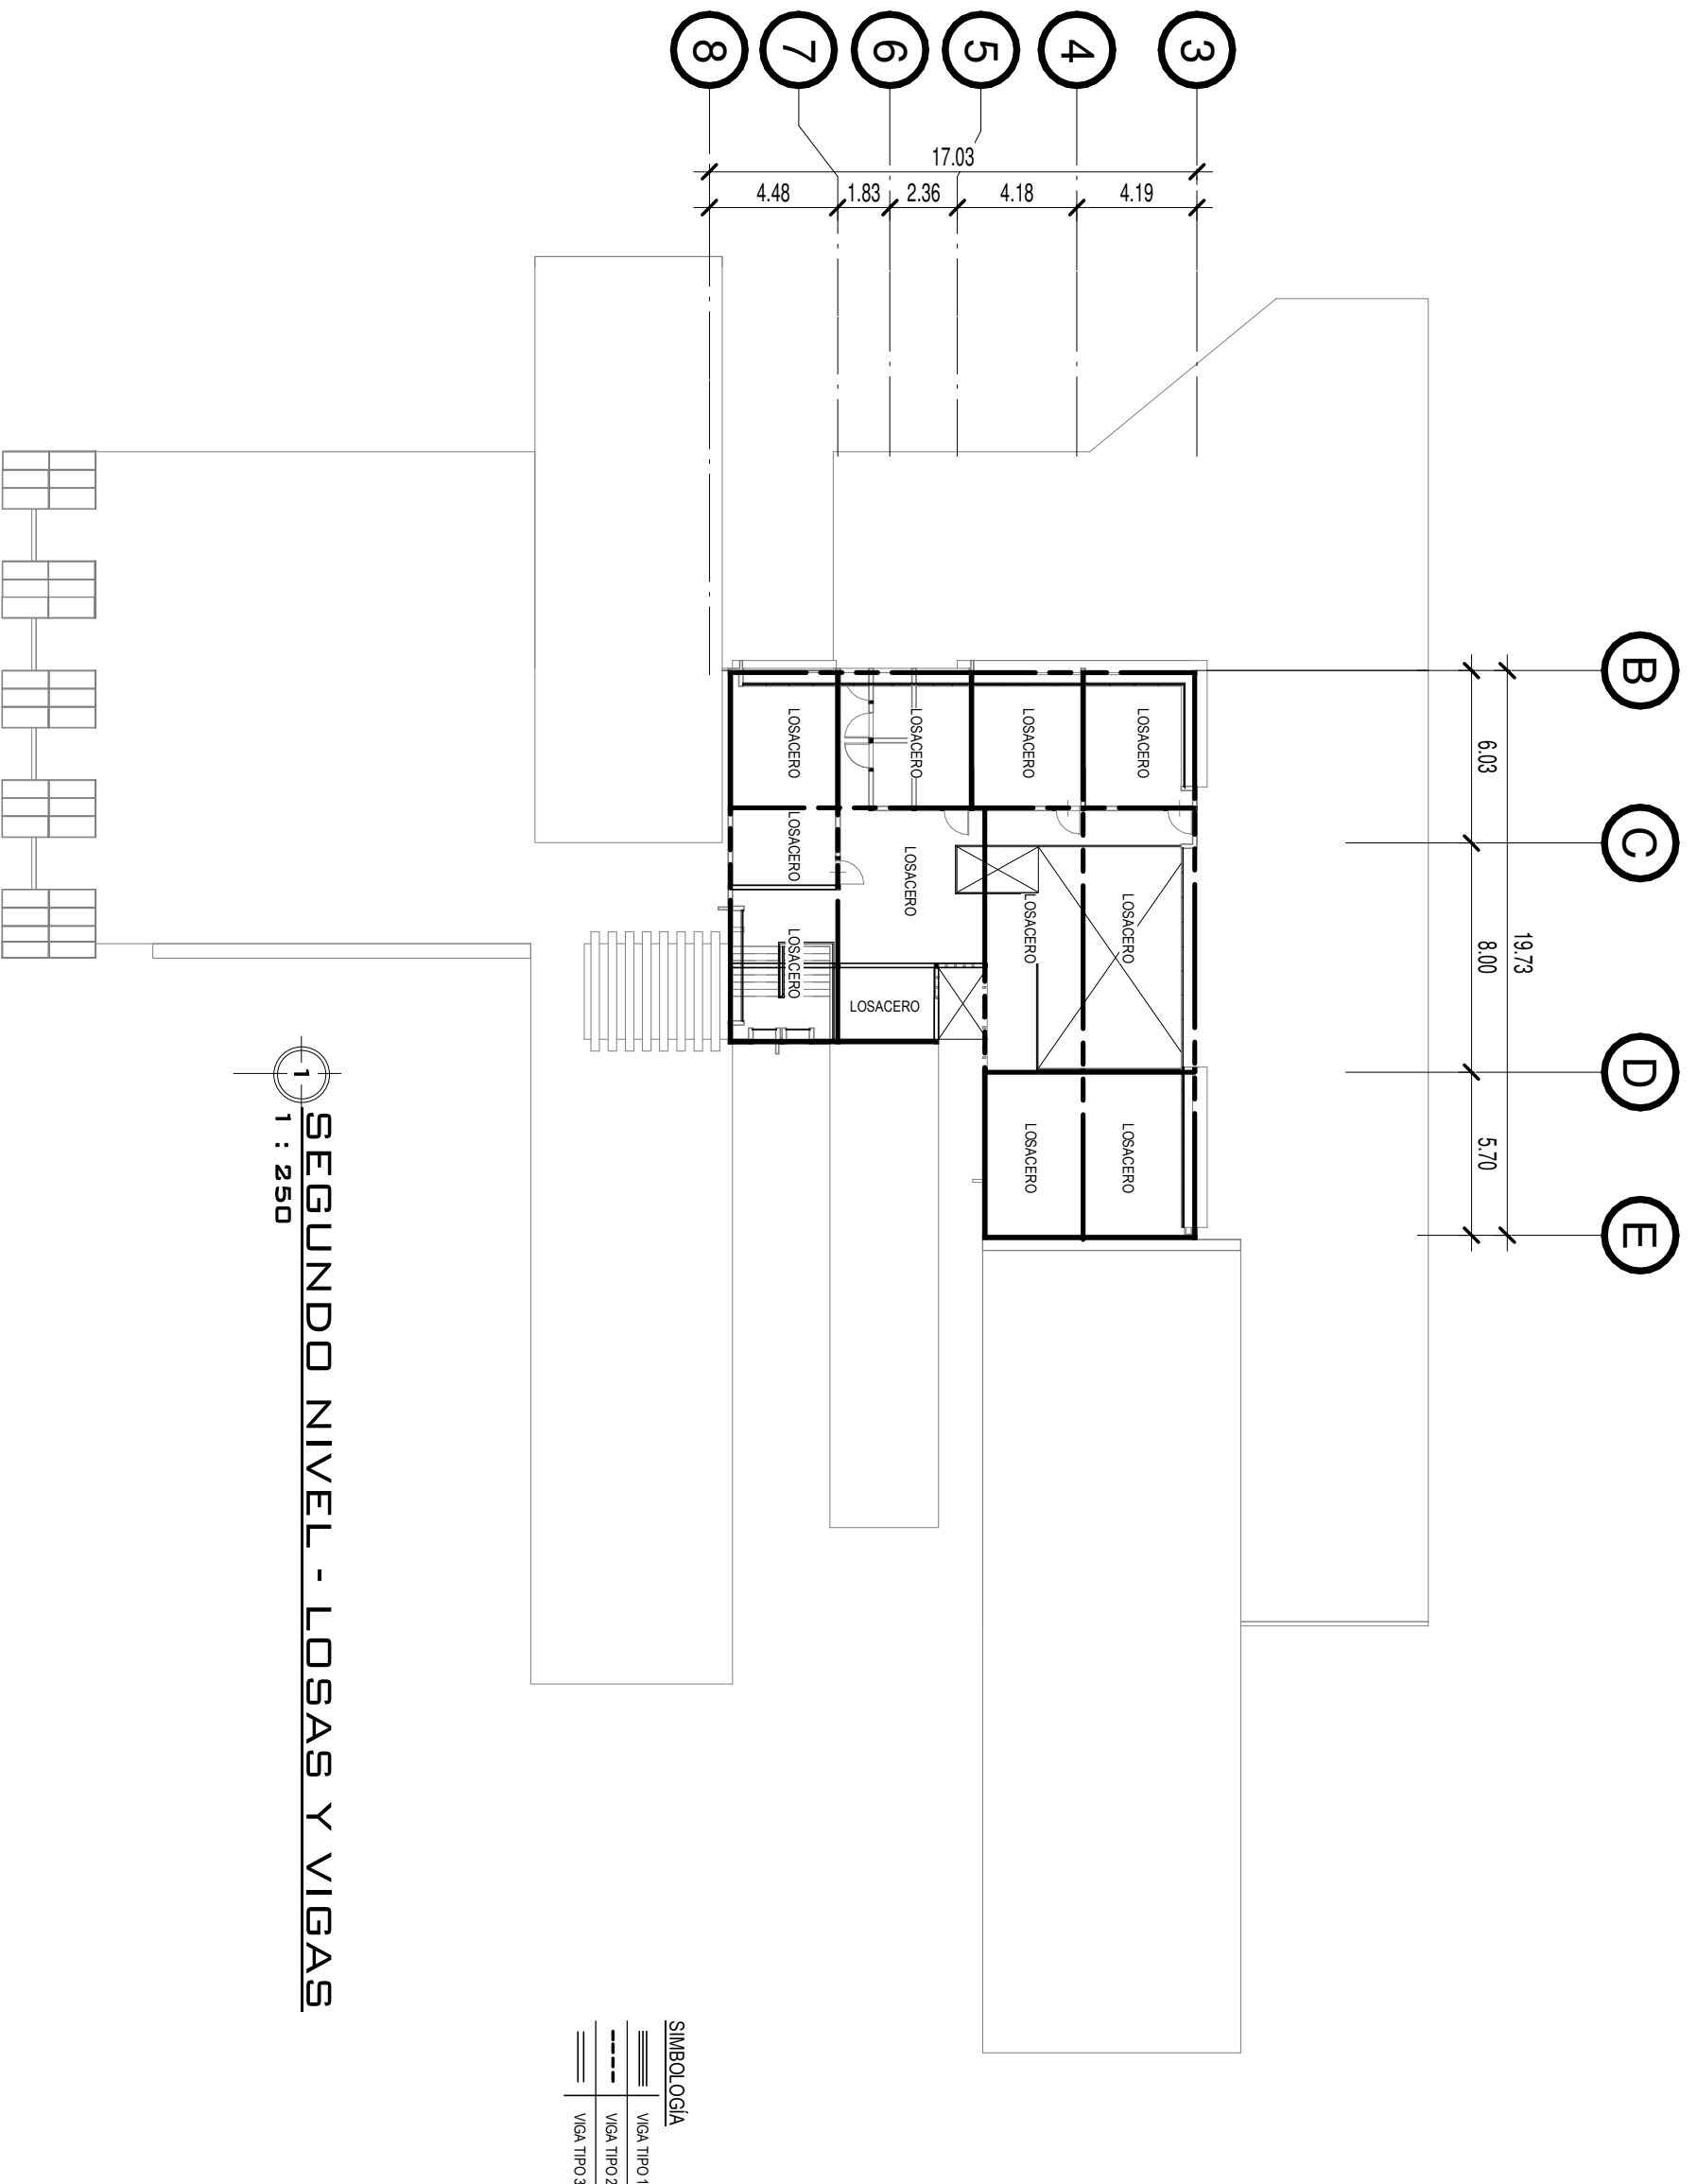 8
7
6
5
4
3
17.03
4.48
1.83
2.36
4.18
4.19
B
C
D
E
6.03
8.00
5.70
19.73
LOSACERO
LOSACERO
LOSACERO
LOSACERO
LOSACERO
LOSACERO
LOSACERO
LOSACERO
LOSACERO
LOSACERO
LOSACERO
LOSACERO
1
SEGUNDO NIVEL - LOSAS Y VIGAS
1 : 250
SIMBOLOGÍA
VIGA TIPO 1
VIGA TIPO 2
VIGA TIPO 3